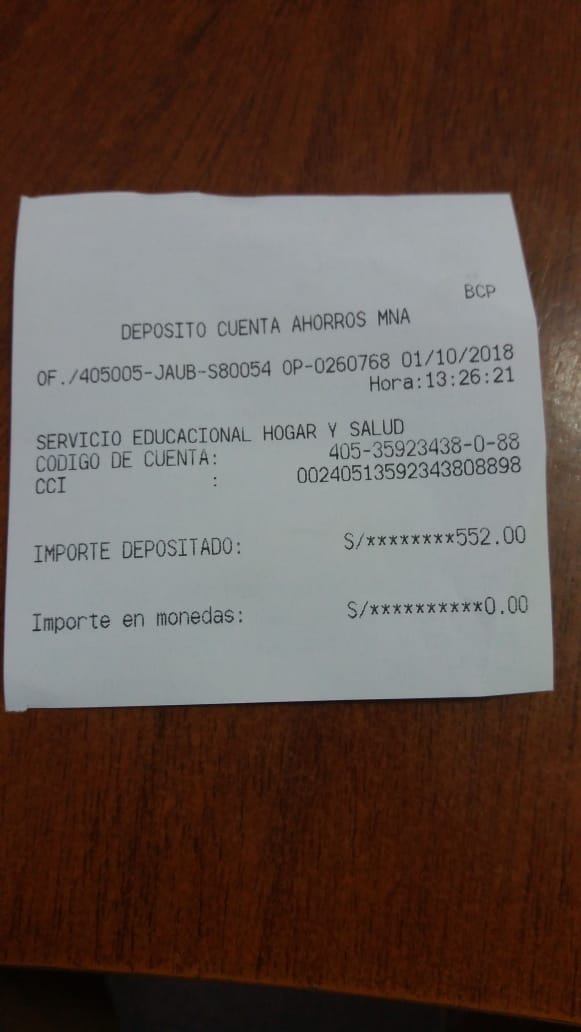 BCP
DEPOSITO CUENTA AHORROS MNA
OF./405005-JAUB-S80054 OP-0260768 01/10/2018
Hora:13:26:21
SERVICIO EDUCACIONAL HOGAR Y SALUD
CODIGO DE CUENTA: 405-35923438-0-88
CCI : 00240513592343808898
IMPORTE DEPOSITADO: S/********552.00
Importe en monedas: S/**********0.00